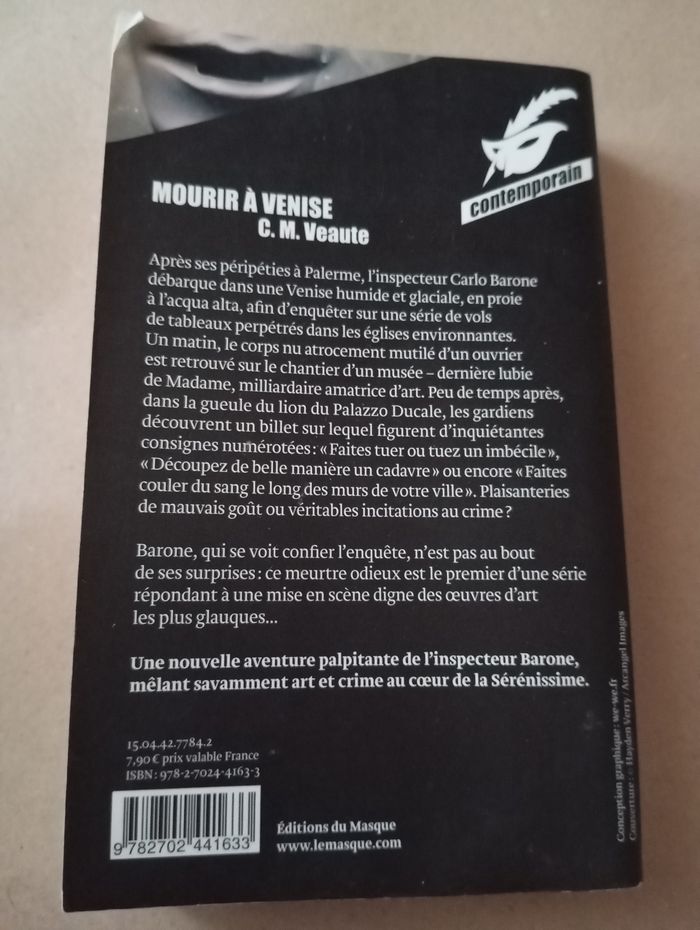 contemporain
MOURIR À VENISE
C. M. Veaute
Après ses péripéties à Palerme, l'inspecteur Carlo Barone
débarque dans une Venise humide et glaciale, en proie
à l'acqua alta, afin d'enquêter sur une série de vols
de tableaux perpétrés dans les églises environnantes.
Un matin, le corps nu atrocement mutilé d'un ouvrier
est retrouvé sur le chantier d'un musée – dernière lubie
de Madame, milliardaire amatrice d'art. Peu de temps après,
dans la gueule du lion du Palazzo Ducale, les gardiens
découvrent un billet sur lequel figurent d'inquiétantes
consignes numérotées : « Faites tuer ou tuez un imbécile »,
« Découpez de belle manière un cadavre » ou encore « Faites
couler du sang le long des murs de votre ville ». Plaisanteries
de mauvais goût ou véritables incitations au crime ?
Barone, qui se voit confier l'enquête, n'est pas au bout
de ses surprises : ce meurtre odieux est le premier d'une série
répondant à une mise en scène digne des œuvres d'art
les plus glauques...
Une nouvelle aventure palpitante de l'inspecteur Barone,
mêlant savamment art et crime au cœur de la Sérénissime.
15.04.42.7784.2
7,90 € prix valable France
ISBN : 978-2-7024-4163-3
9 782702 441633
Éditions du Masque
www.lemasque.com
Conception graphique : we-we.fr
Couverture : © Hayden Verry / Arcangel Images